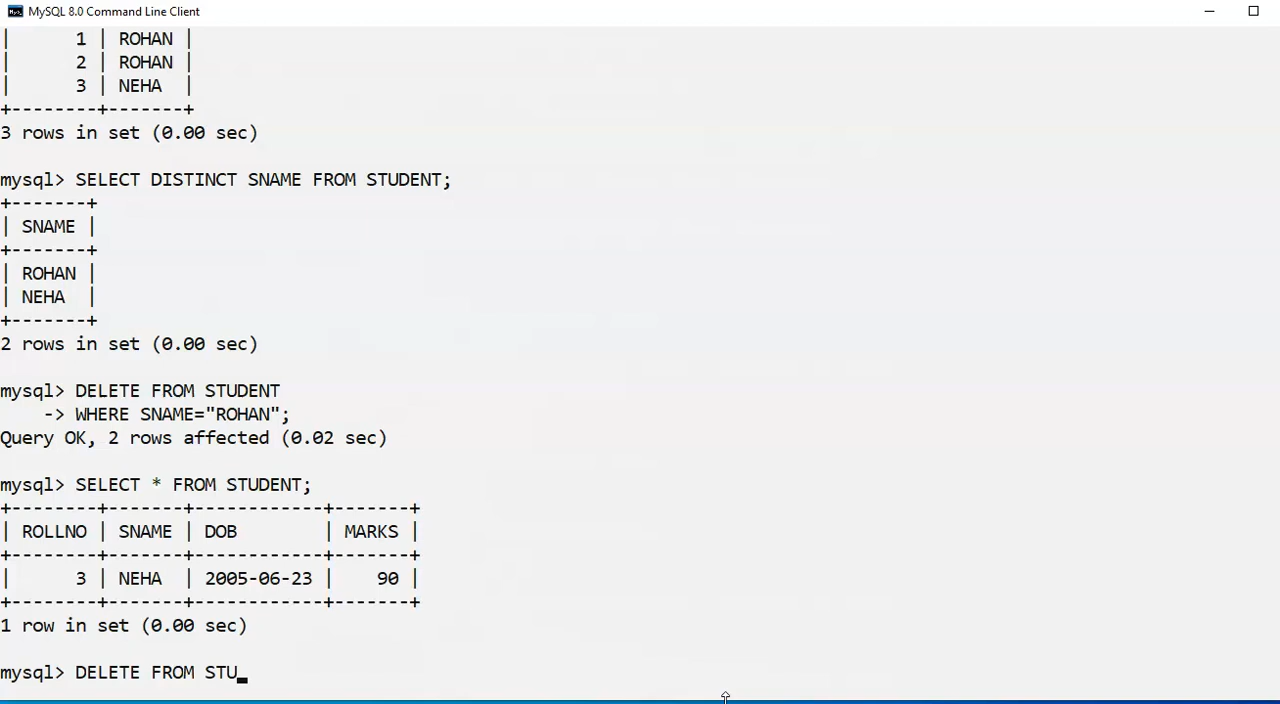 MySQL 8.0 Command Line Client
|      1 | ROHAN |
|      2 | ROHAN |
|      3 | NEHA  |
+--------+-------+
3 rows in set (0.00 sec)
mysql> SELECT DISTINCT SNAME FROM STUDENT;
+-------+
| SNAME |
+-------+
| ROHAN |
| NEHA  |
+-------+
2 rows in set (0.00 sec)
mysql> DELETE FROM STUDENT
    -> WHERE SNAME="ROHAN";
Query OK, 2 rows affected (0.02 sec)
mysql> SELECT * FROM STUDENT;
+--------+-------+------------+-------+
| ROLLNO | SNAME | DOB        | MARKS |
+--------+-------+------------+-------+
|      3 | NEHA  | 2005-06-23 |    90 |
+--------+-------+------------+-------+
1 row in set (0.00 sec)
mysql> DELETE FROM STU